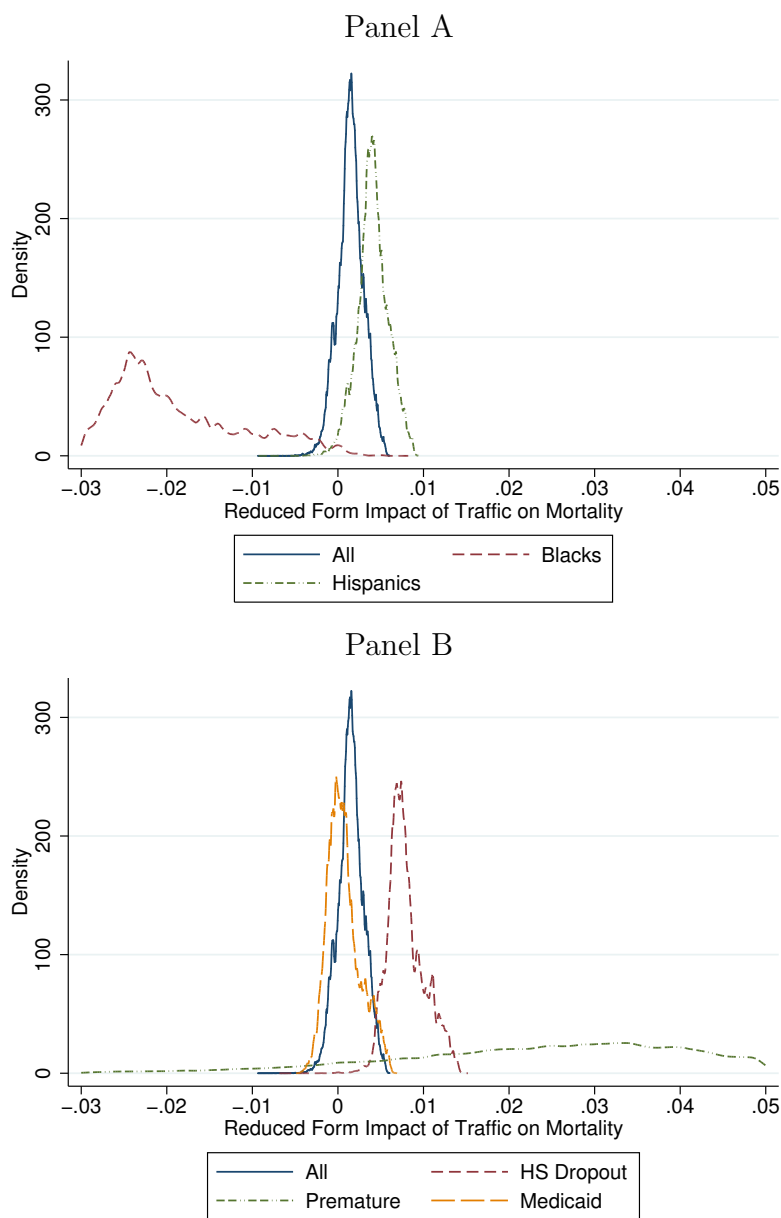 Panel A
300
200
100
0
Density
-.03 -.02 -.01 0 .01 .02 .03 .04 .05
Reduced Form Impact of Traffic on Mortality
All Blacks
Hispanics
Panel B
300
200
100
0
Density
-.03 -.02 -.01 0 .01 .02 .03 .04 .05
Reduced Form Impact of Traffic on Mortality
All HS Dropout
Premature Medicaid